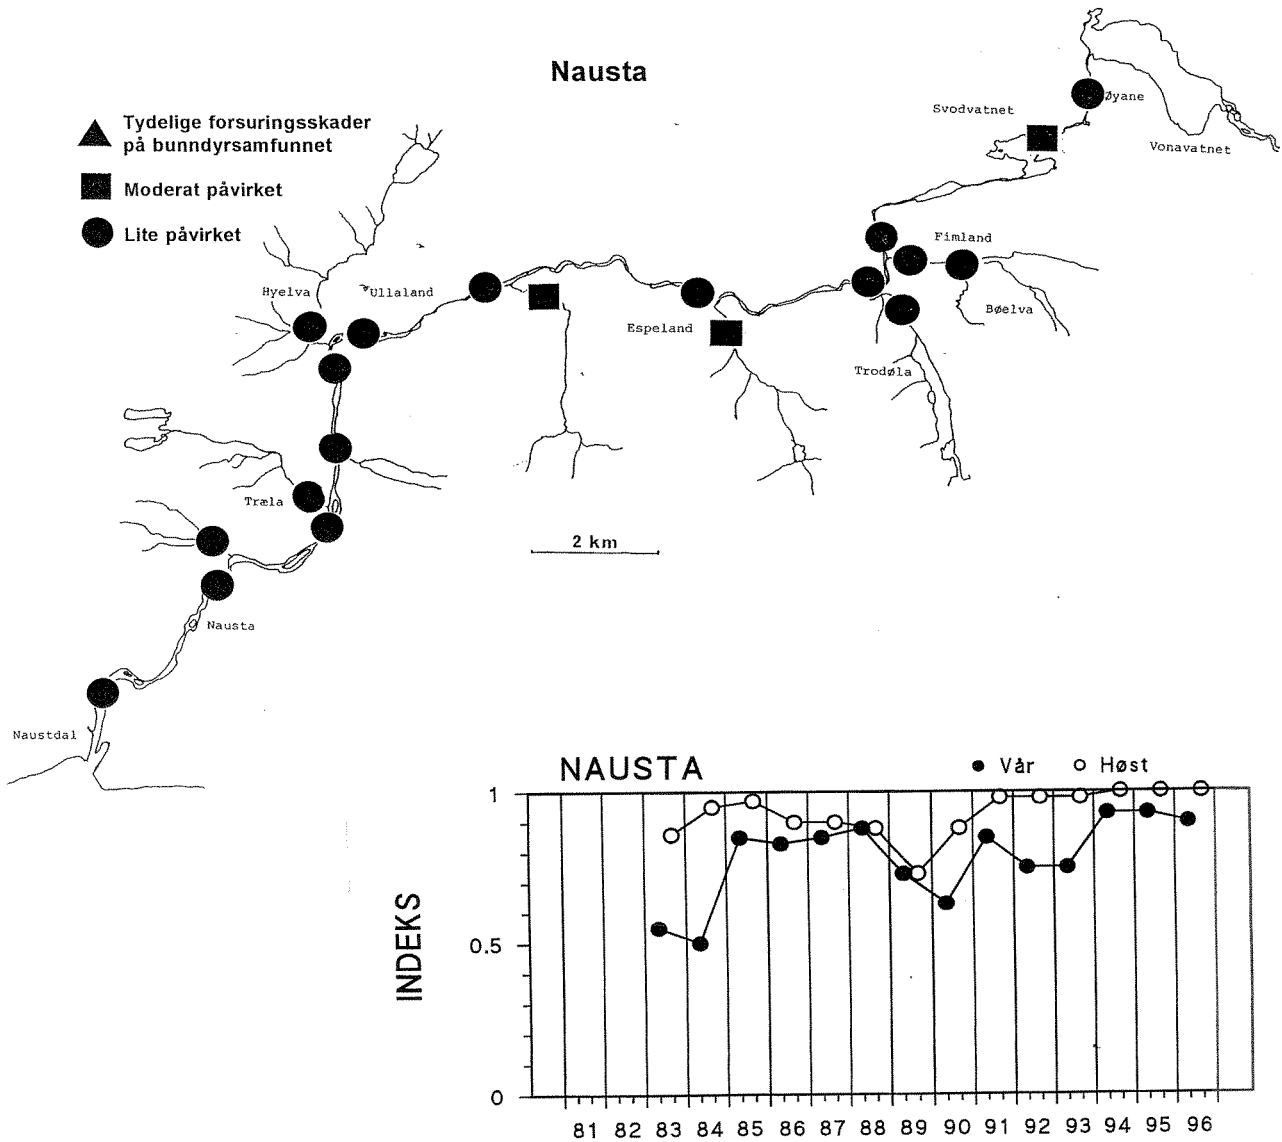 Nausta
Tydelige forsuringsskader
på bunndyrsamfunnet
Moderat påvirket
Lite påvirket
Øyane
Svodvatnet
Vonavatnet
Fimland
Bøelva
Trodøla
Espeland
Hyelva
Ullaland
Træla
2 km
Nausta
Naustdal
NAUSTA
Vår
Høst
INDEKS
1
0.5
0
81 82 83 84 85 86 87 88 89 90 91 92 93 94 95 96